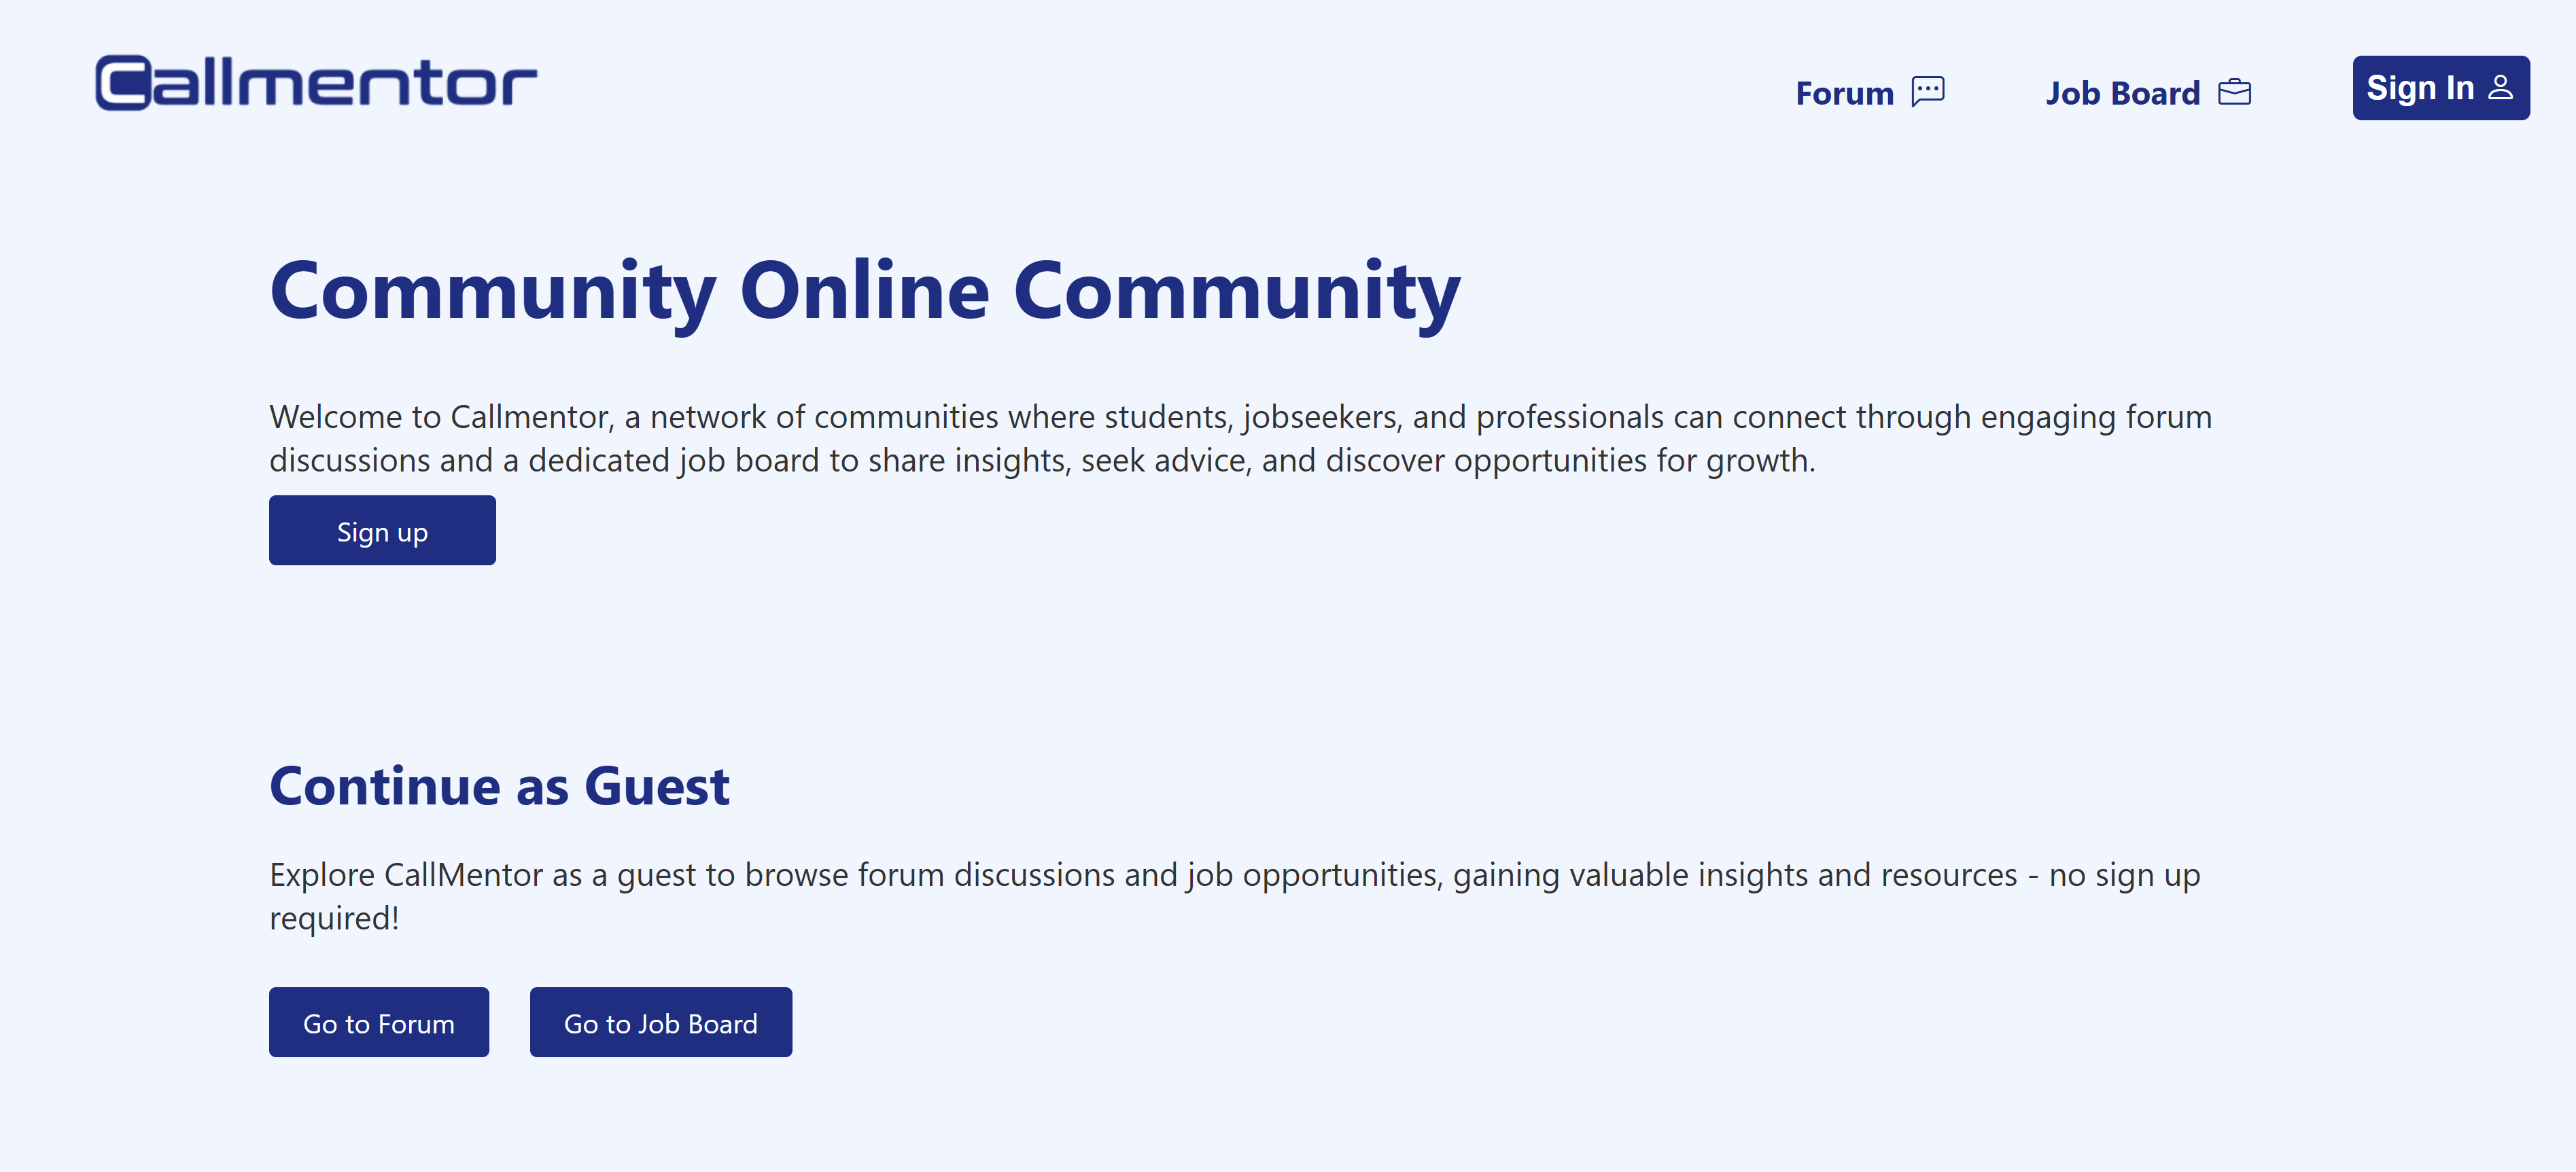 Callmentor
Forum
Job Board
Sign In
Community Online Community
Welcome to Callmentor, a network of communities where students, jobseekers, and professionals can connect through engaging forum
discussions and a dedicated job board to share insights, seek advice, and discover opportunities for growth.
Sign up
Continue as Guest
Explore CallMentor as a guest to browse forum discussions and job opportunities, gaining valuable insights and resources - no sign up
required!
Go to Forum
Go to Job Board